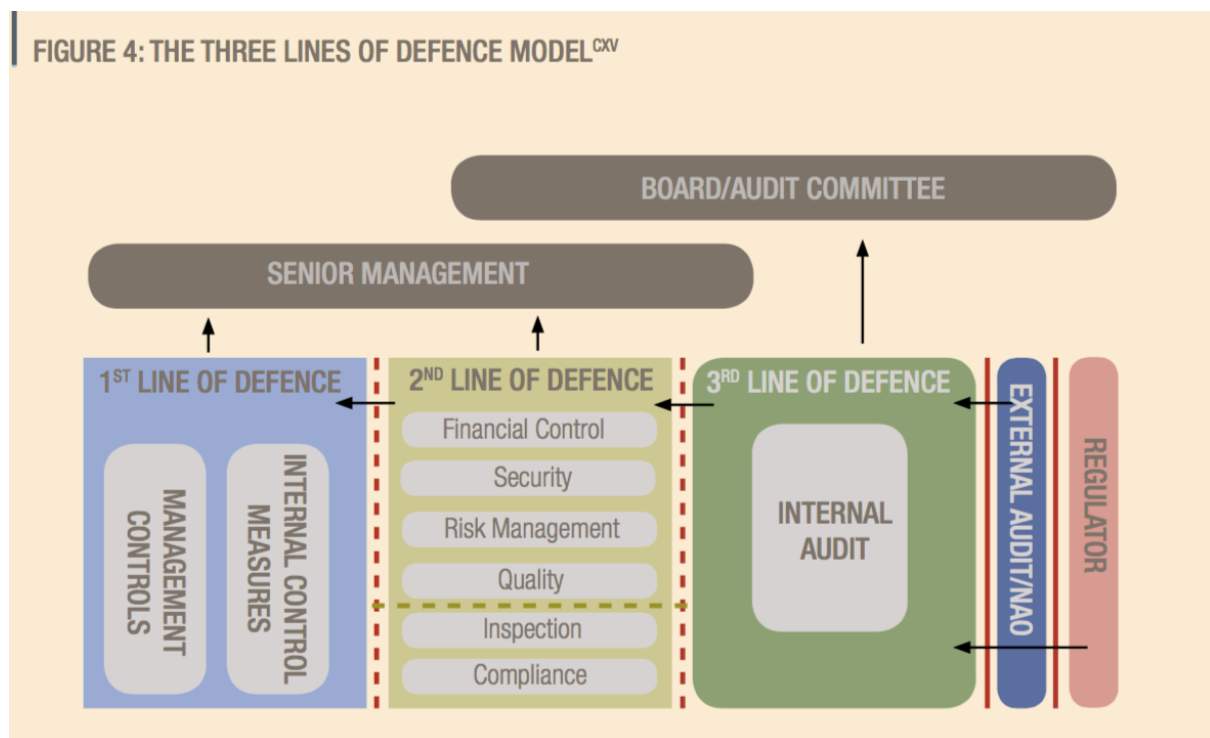 FIGURE 4: THE THREE LINES OF DEFENCE MODEL^CXV
BOARD/AUDIT COMMITTEE
SENIOR MANAGEMENT
1ST LINE OF DEFENCE
MANAGEMENT
CONTROLS
INTERNAL CONTROL
MEASURES
2ND LINE OF DEFENCE
Financial Control
Security
Risk Management
Quality
Inspection
Compliance
3RD LINE OF DEFENCE
INTERNAL
AUDIT
EXTERNAL AUDIT/NAO
REGULATOR